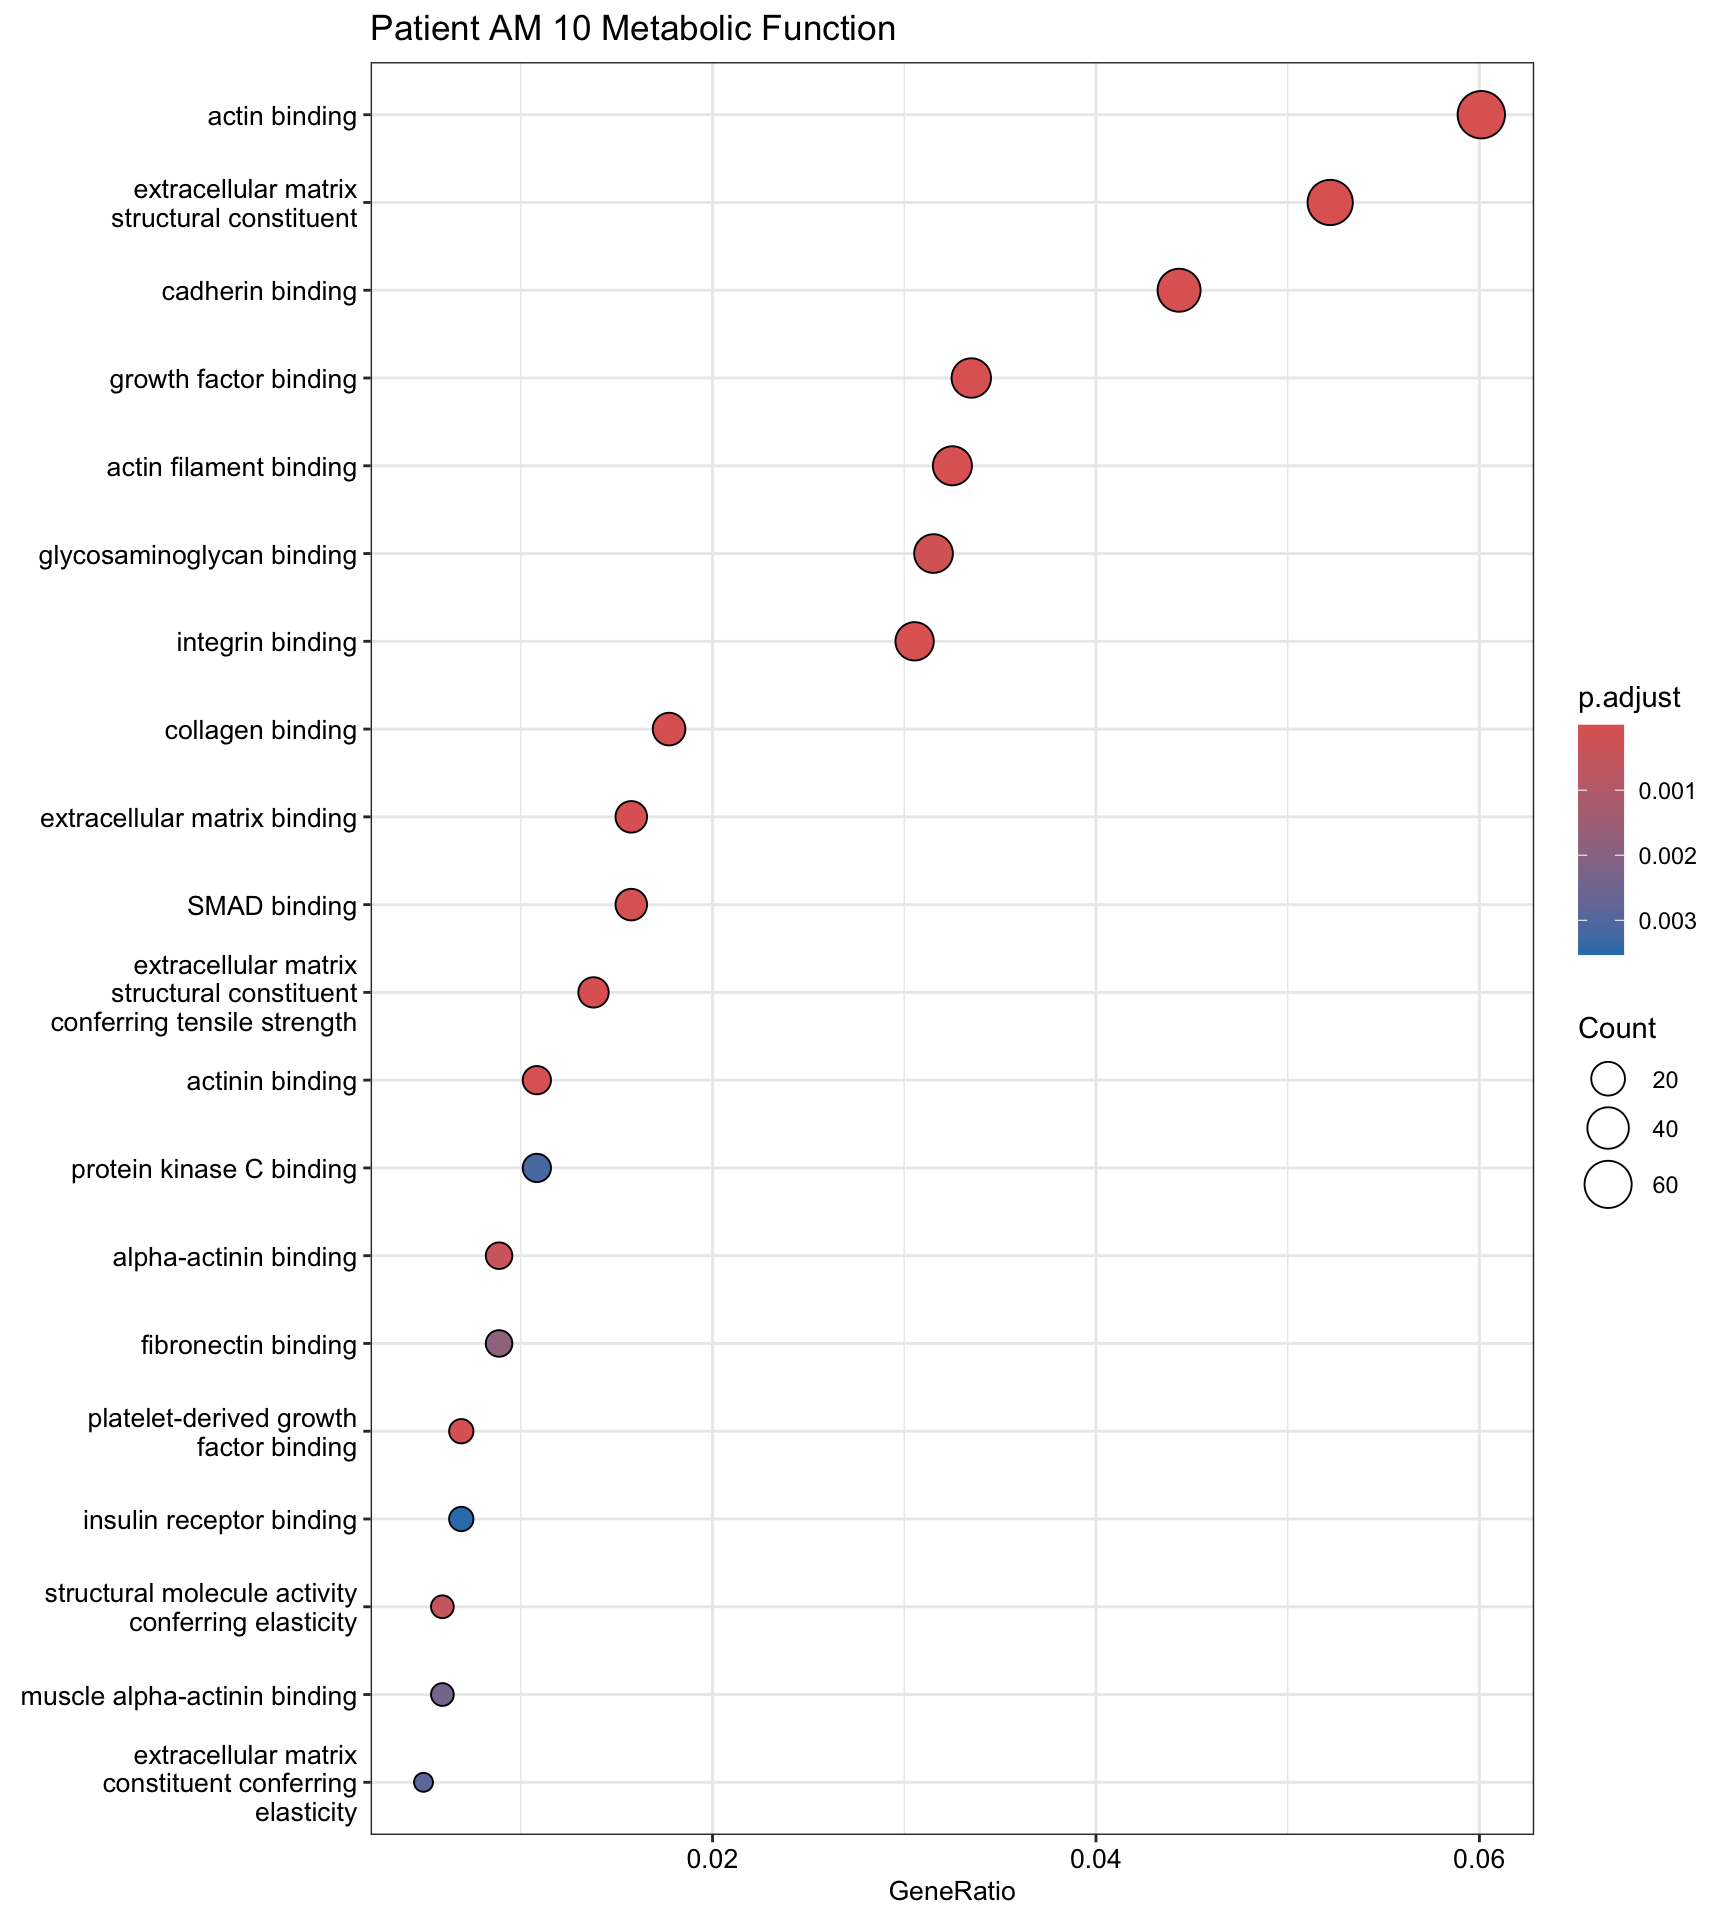 Patient AM 10 Metabolic Function
actin binding
extracellular matrix
structural constituent
cadherin binding
growth factor binding
actin filament binding
glycosaminoglycan binding
integrin binding
collagen binding
extracellular matrix binding
SMAD binding
extracellular matrix
structural constituent
conferring tensile strength
actinin binding
protein kinase C binding
alpha-actinin binding
fibronectin binding
platelet-derived growth
factor binding
insulin receptor binding
structural molecule activity
conferring elasticity
muscle alpha-actinin binding
extracellular matrix
constituent conferring
elasticity
0.02 0.04 0.06
GeneRatio
p.adjust
0.001
0.002
0.003
Count
20
40
60